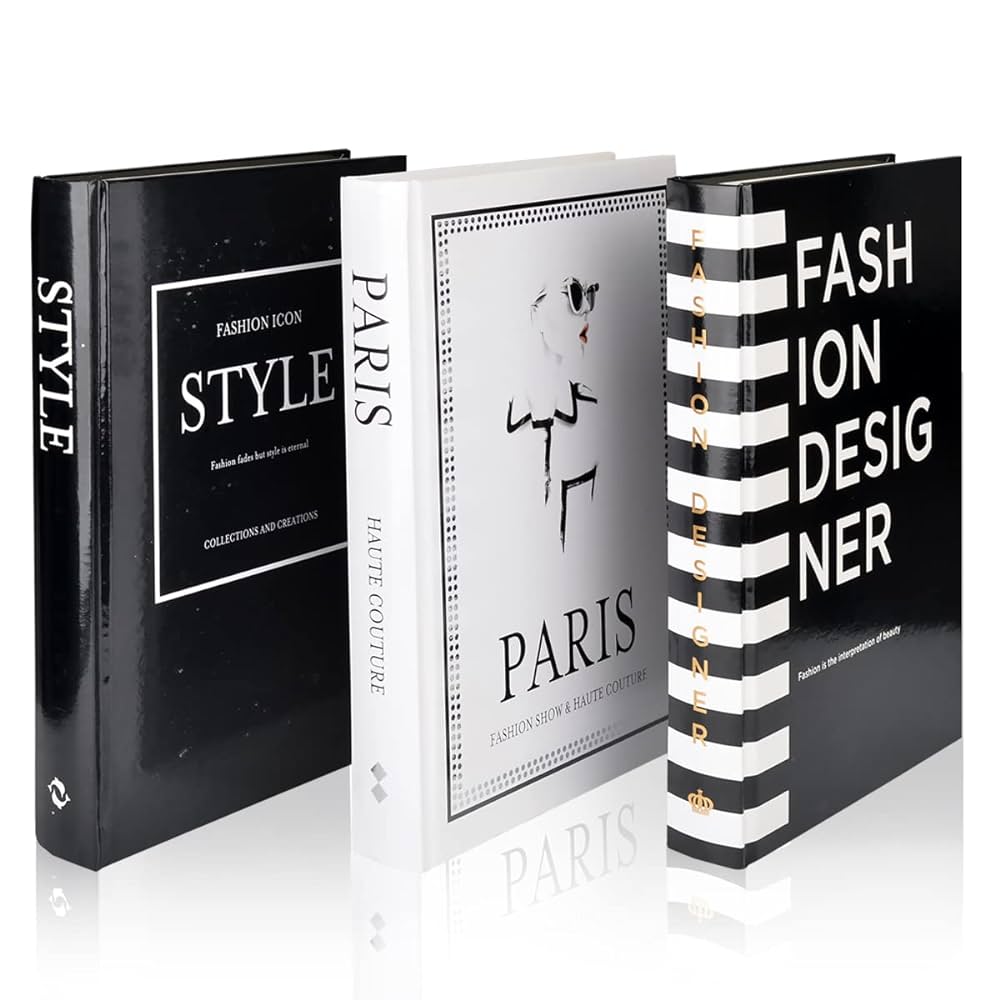 STYLE
FASHION ICON
STYLE
Fashion fades but style is eternal
COLLECTIONS AND CREATIONS
PARIS
HAUTE COUTURE
PARIS
FASHION SHOW & HAUTE COUTURE
FASHION DESIGNER
FASH
ION
DESIG
NER
Fashion is the interpretation of beauty
PARIS